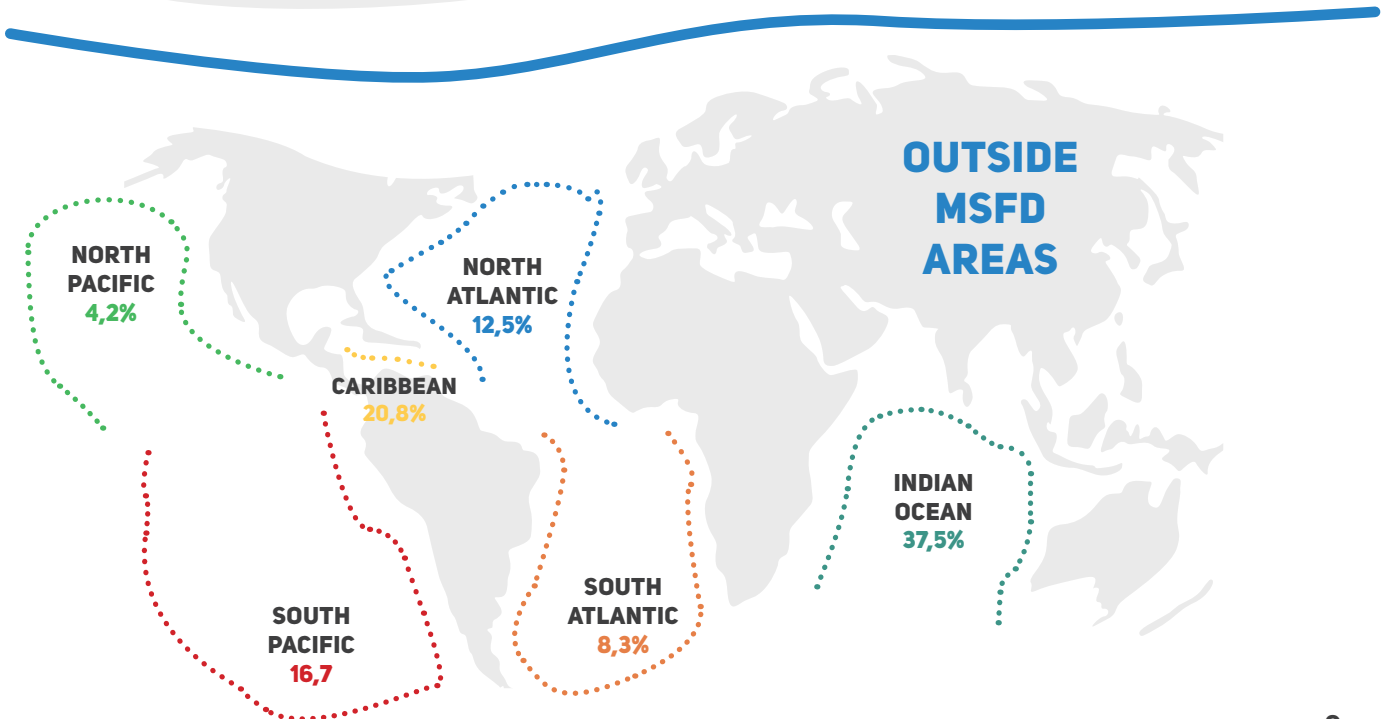 OUTSIDE
MSFD
AREAS
NORTH
PACIFIC
4,2%
NORTH
ATLANTIC
12,5%
CARIBBEAN
20,8%
INDIAN
OCEAN
37,5%
SOUTH
ATLANTIC
8,3%
SOUTH
PACIFIC
16,7